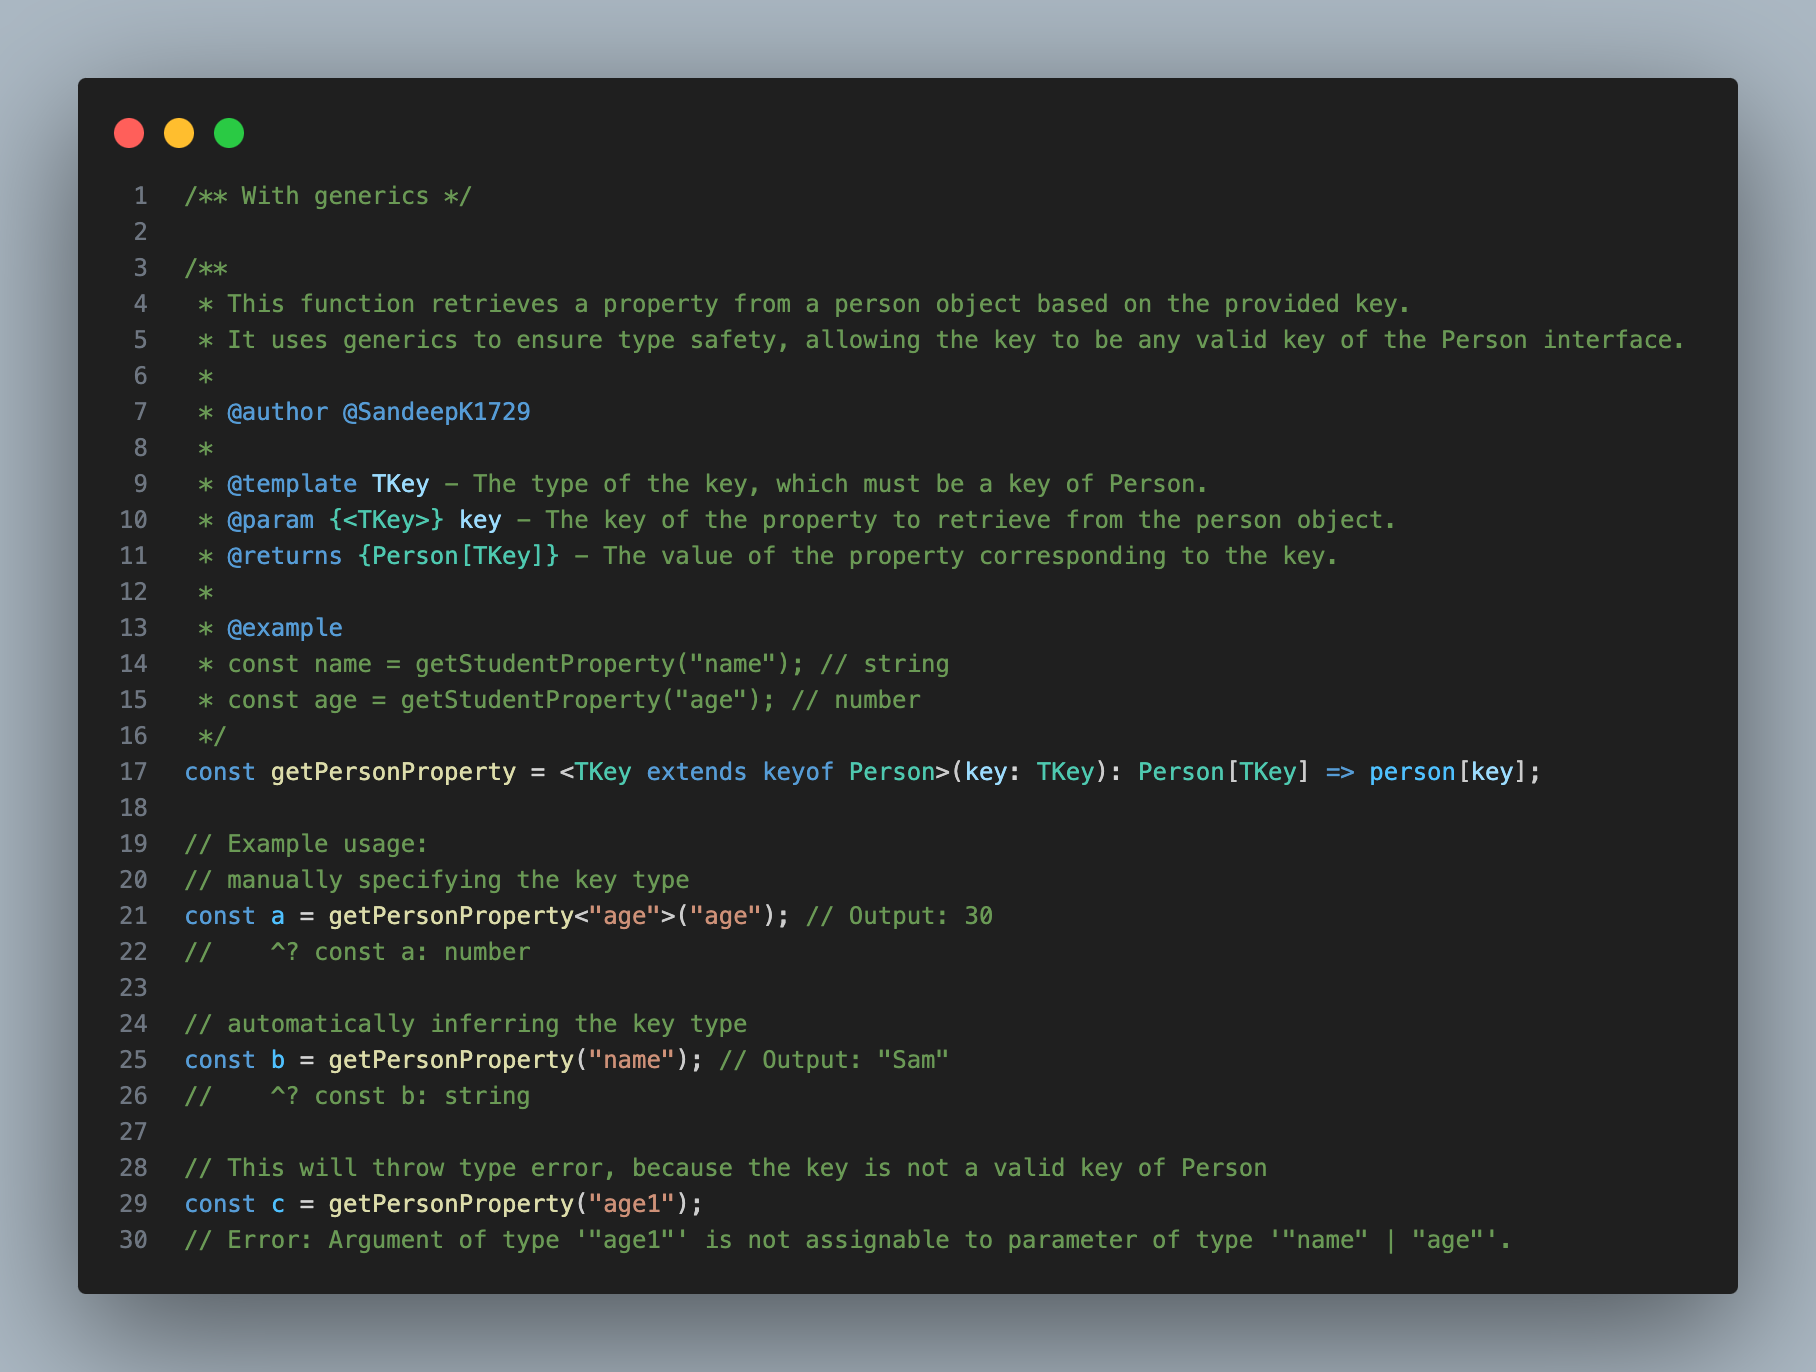 1 /** With generics */
2
3 /**
4  * This function retrieves a property from a person object based on the provided key.
5  * It uses generics to ensure type safety, allowing the key to be any valid key of the Person interface.
6  *
7  * @author @SandeepK1729
8  *
9  * @template TKey - The type of the key, which must be a key of Person.
10  * @param {<TKey>} key - The key of the property to retrieve from the person object.
11  * @returns {Person[TKey]} - The value of the property corresponding to the key.
12  *
13  * @example
14  * const name = getStudentProperty("name"); // string
15  * const age = getStudentProperty("age"); // number
16  */
17 const getPersonProperty = <TKey extends keyof Person>(key: TKey): Person[TKey] => person[key];
18
19 // Example usage:
20 // manually specifying the key type
21 const a = getPersonProperty<"age">("age"); // Output: 30
22 //    ^? const a: number
23
24 // automatically inferring the key type
25 const b = getPersonProperty("name"); // Output: "Sam"
26 //    ^? const b: string
27
28 // This will throw type error, because the key is not a valid key of Person
29 const c = getPersonProperty("age1");
30 // Error: Argument of type '"age1"' is not assignable to parameter of type '"name" | "age"'.